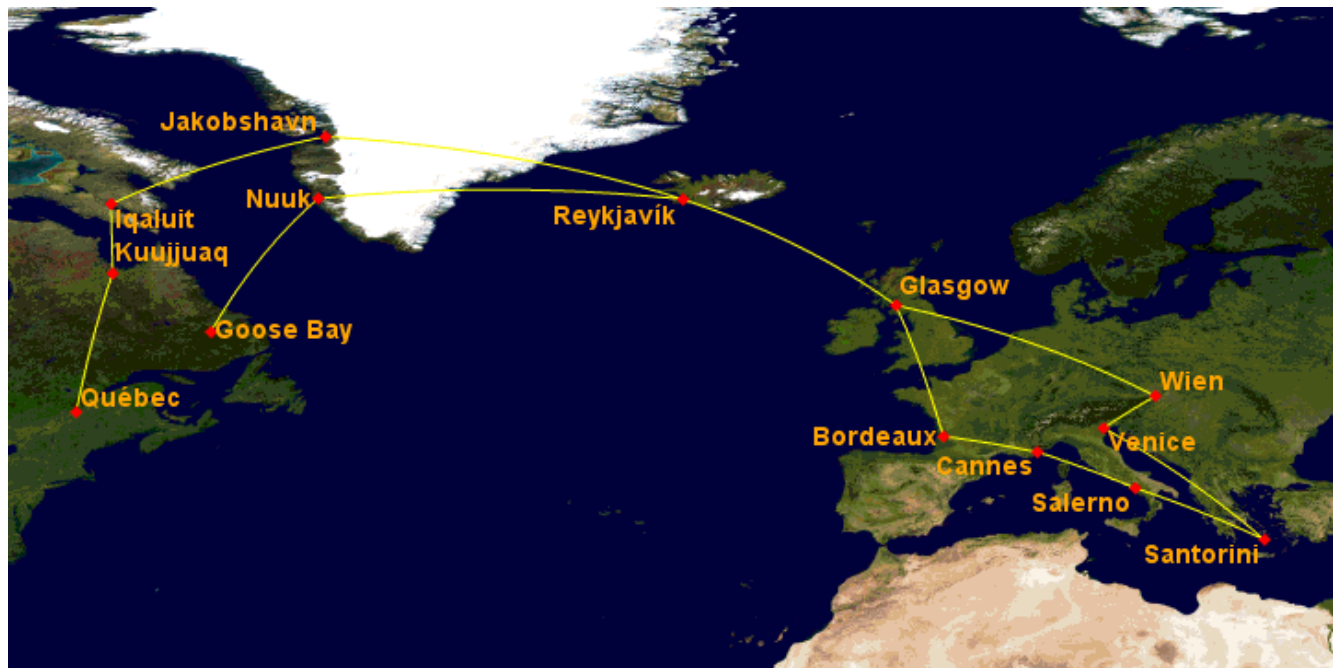 Jakobshavn
Nuuk
Iqaluit
Reykjavík
Kuujjuaq
Glasgow
Goose Bay
Wien
Québec
Bordeaux
Venice
Cannes
Salerno
Santorini